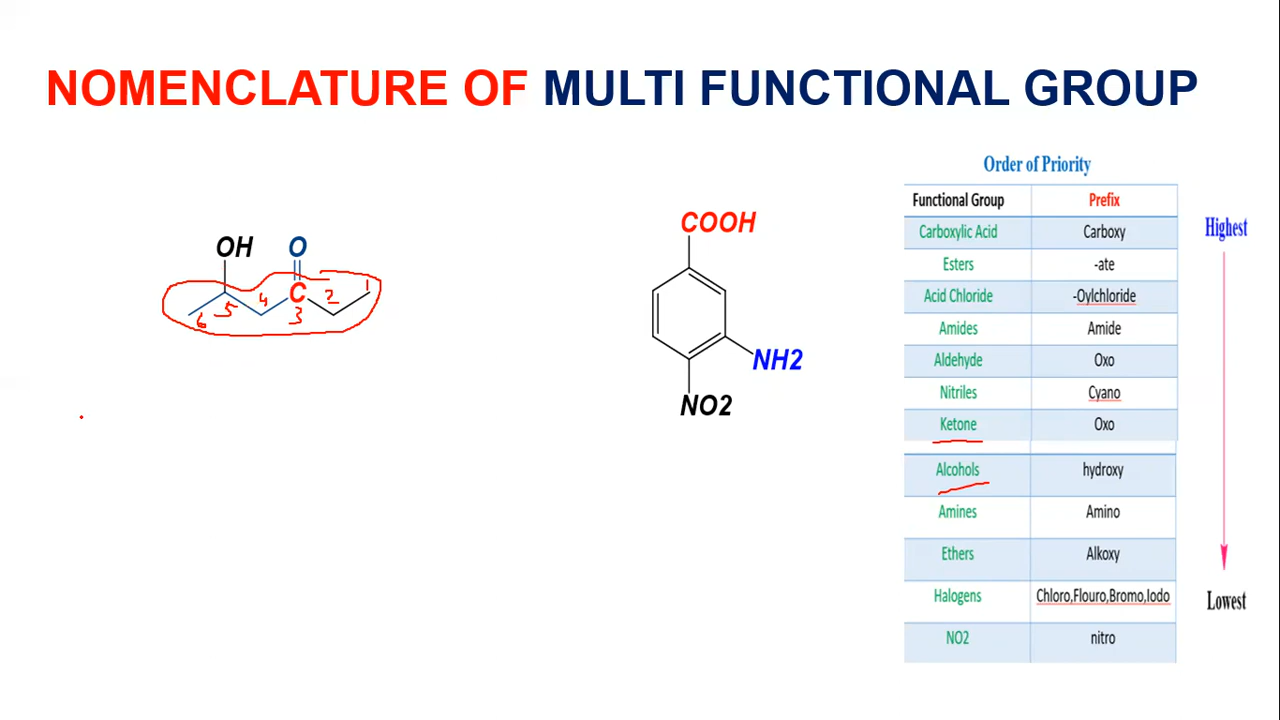 NOMENCLATURE OF MULTI FUNCTIONAL GROUP
OH O
C
6 5 4 3 2 1
COOH
NH2
NO2
Order of Priority
Functional Group Prefix
Carboxylic Acid Carboxy
Esters -ate
Acid Chloride -Oylchloride
Amides Amide
Aldehyde Oxo
Nitriles Cyano
Ketone Oxo
Alcohols hydroxy
Amines Amino
Ethers Alkoxy
Halogens Chloro,Flouro,Bromo,Iodo
NO2 nitro
Highest
Lowest